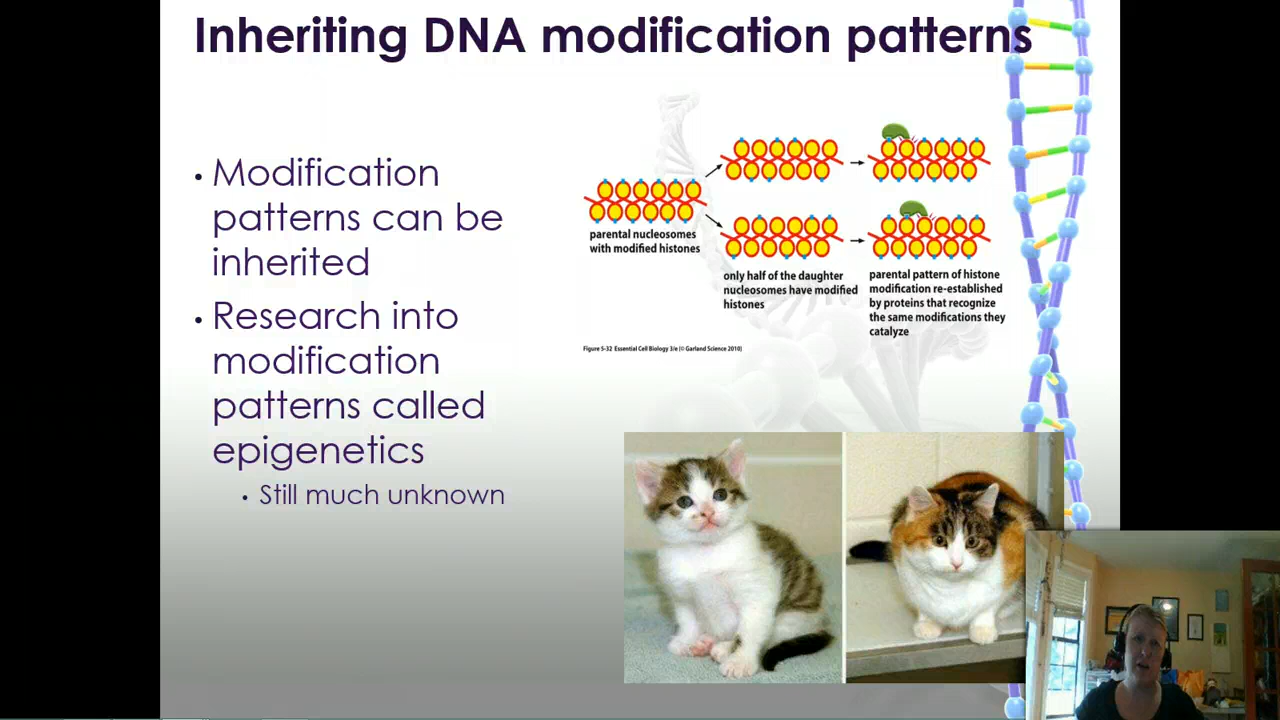 Inheriting DNA modification patterns
• Modification
patterns can be
inherited
• Research into
modification
patterns called
epigenetics
• Still much unknown
parental nucleosomes
with modified histones
only half of the daughter
nucleosomes have modified
histones
parental pattern of histone
modification re-established
by proteins that recognize
the same modifications they
catalyze
Figure 5-32 Essential Cell Biology 3/e (© Garland Science 2010)